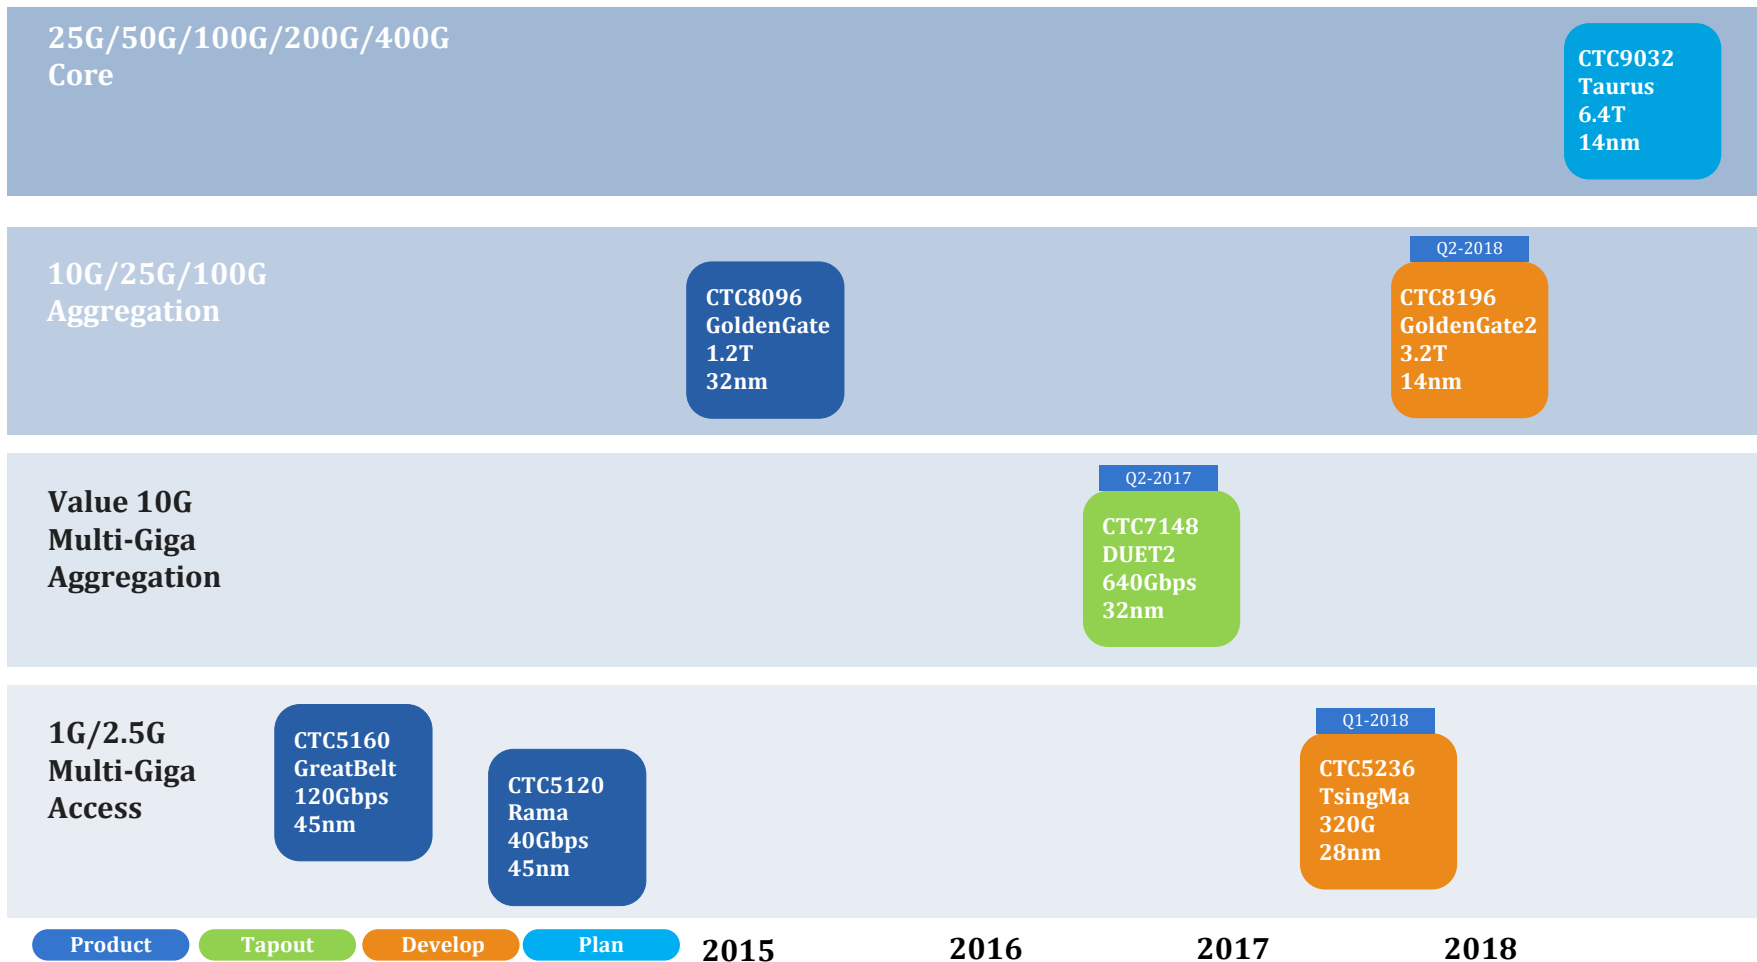 25G/50G/100G/200G/400G
Core
CTC9032
Taurus
6.4T
14nm
10G/25G/100G
Aggregation
CTC8096
GoldenGate
1.2T
32nm
Q2-2018
CTC8196
GoldenGate2
3.2T
14nm
Value 10G
Multi-Giga
Aggregation
Q2-2017
CTC7148
DUET2
640Gbps
32nm
1G/2.5G
Multi-Giga
Access
CTC5160
GreatBelt
120Gbps
45nm
CTC5120
Rama
40Gbps
45nm
Q1-2018
CTC5236
TsingMa
320G
28nm
Product
Tapout
Develop
Plan
2015
2016
2017
2018